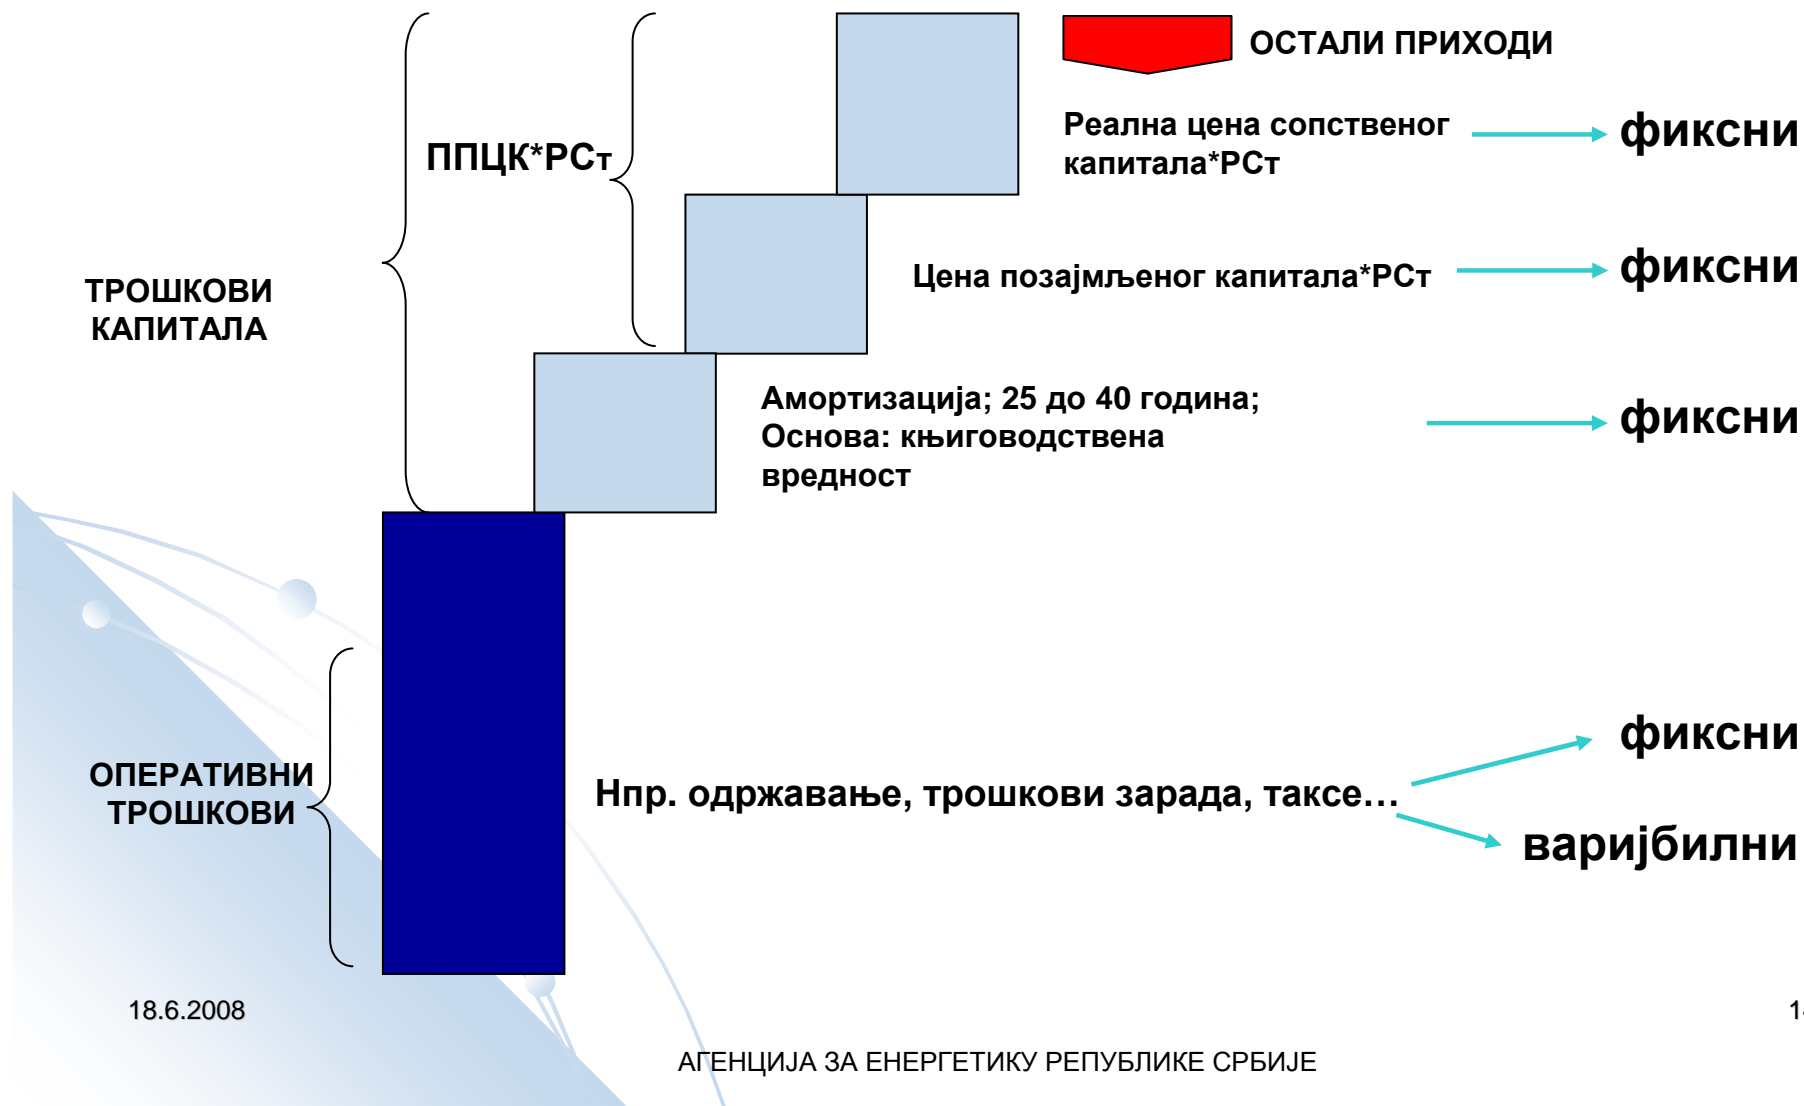 ОСТАЛИ ПРИХОДИ
Реална цена сопственог
капитала*РСт
фиксни
ППЦК*РСт
Цена позајмљеног капитала*РСт
фиксни
ТРОШКОВИ
КАПИТАЛА
Амортизација; 25 до 40 година;
Основа: књиговодствена
вредност
фиксни
фиксни
ОПЕРАТИВНИ
ТРОШКОВИ
Нпр. одржавање, трошкови зарада, таксе...
варијбилни
18.6.2008
АГЕНЦИЈА ЗА ЕНЕРГЕТИКУ РЕПУБЛИКЕ СРБИЈЕ